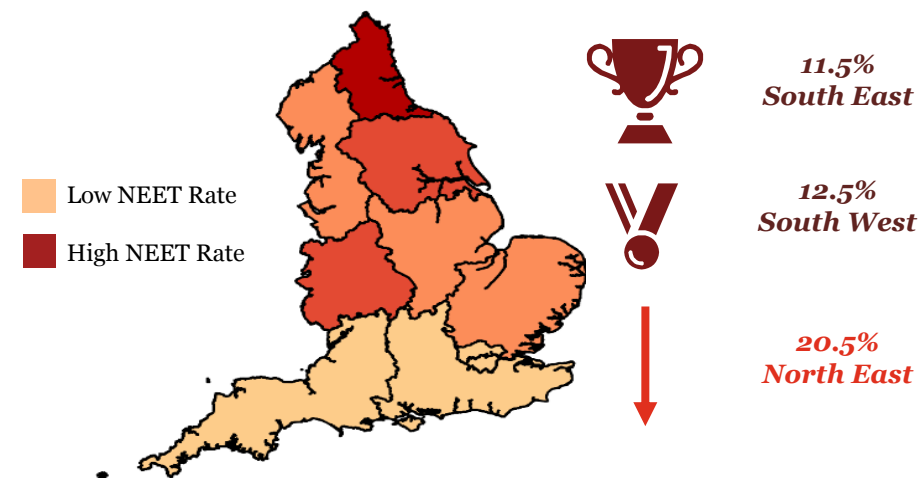 Low NEET Rate
High NEET Rate
11.5%
South East
12.5%
South West
20.5%
North East